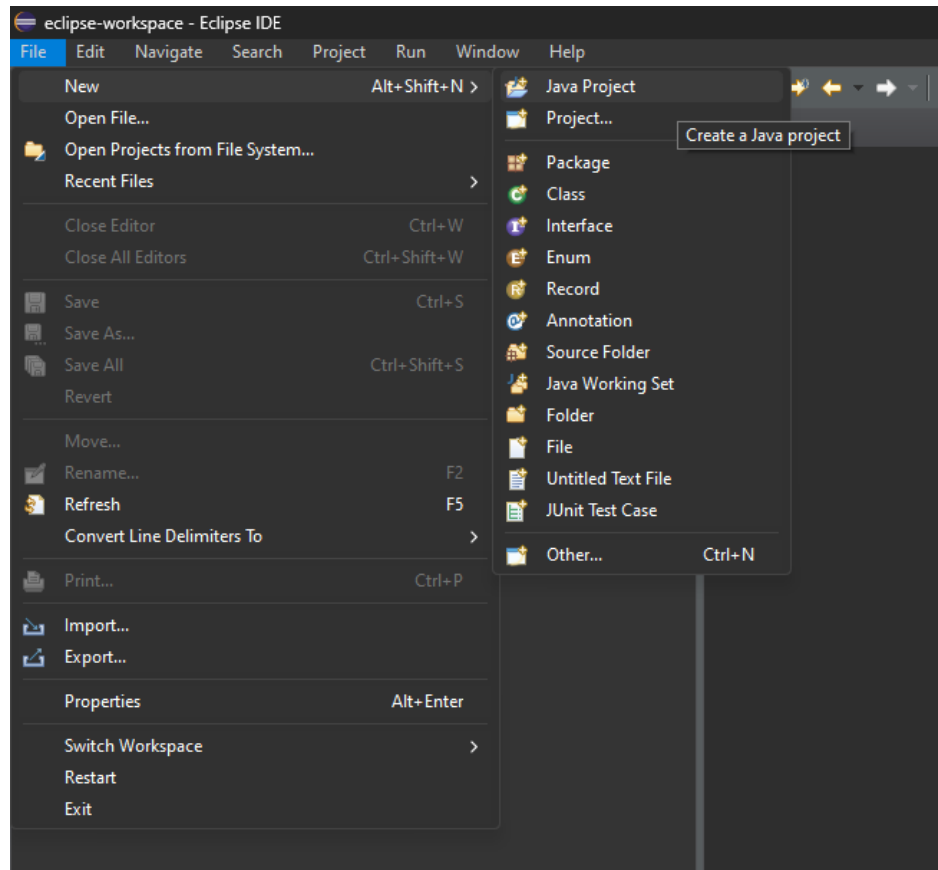 eclipse-workspace - Eclipse IDE
File Edit Navigate Search Project Run Window Help
New Alt+Shift+N >
Open File...
Open Projects from File System...
Recent Files >
Close Editor Ctrl+W
Close All Editors Ctrl+Shift+W
Save Ctrl+S
Save As...
Save All Ctrl+Shift+S
Revert
Move...
Rename... F2
Refresh F5
Convert Line Delimiters To >
Print... Ctrl+P
Import...
Export...
Properties Alt+Enter
Switch Workspace >
Restart
Exit
Java Project
Project...
Create a Java project
Package
Class
Interface
Enum
Record
Annotation
Source Folder
Java Working Set
Folder
File
Untitled Text File
JUnit Test Case
Other... Ctrl+N